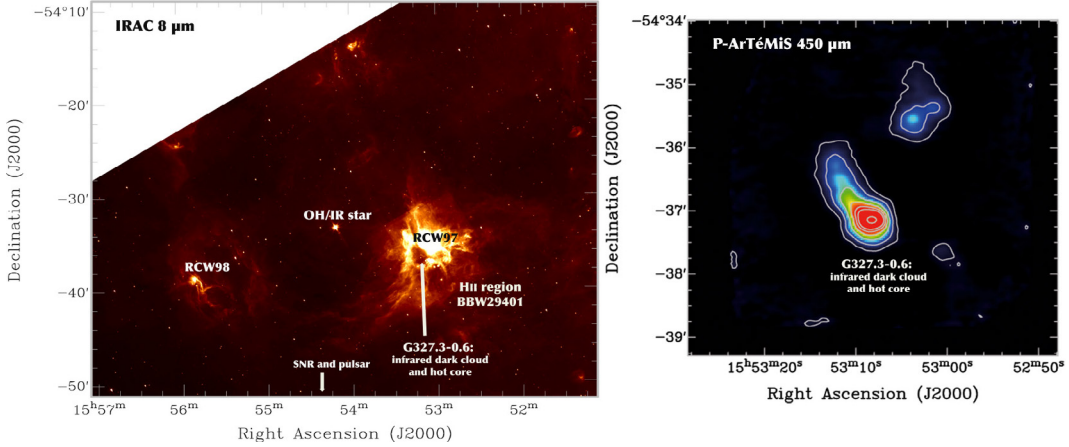 IRAC 8 µm
−54°10′
−20′
−30′
−40′
−50′
Declination (J2000)
OH/IR star
RCW97
RCW98
HII region
BBW29401
G327.3-0.6:
infrared dark cloud
and hot core
SNR and pulsar
15ʰ57ᵐ
56ᵐ
55ᵐ
54ᵐ
53ᵐ
52ᵐ
Right Ascension (J2000)
P-ArTéMiS 450 µm
−54°34′
−35′
−36′
−37′
−38′
−39′
Declination (J2000)
G327.3-0.6:
infrared dark cloud
and hot core
15ʰ53ᵐ20ˢ
53ᵐ10ˢ
53ᵐ00ˢ
52ᵐ50ˢ
Right Ascension (J2000)